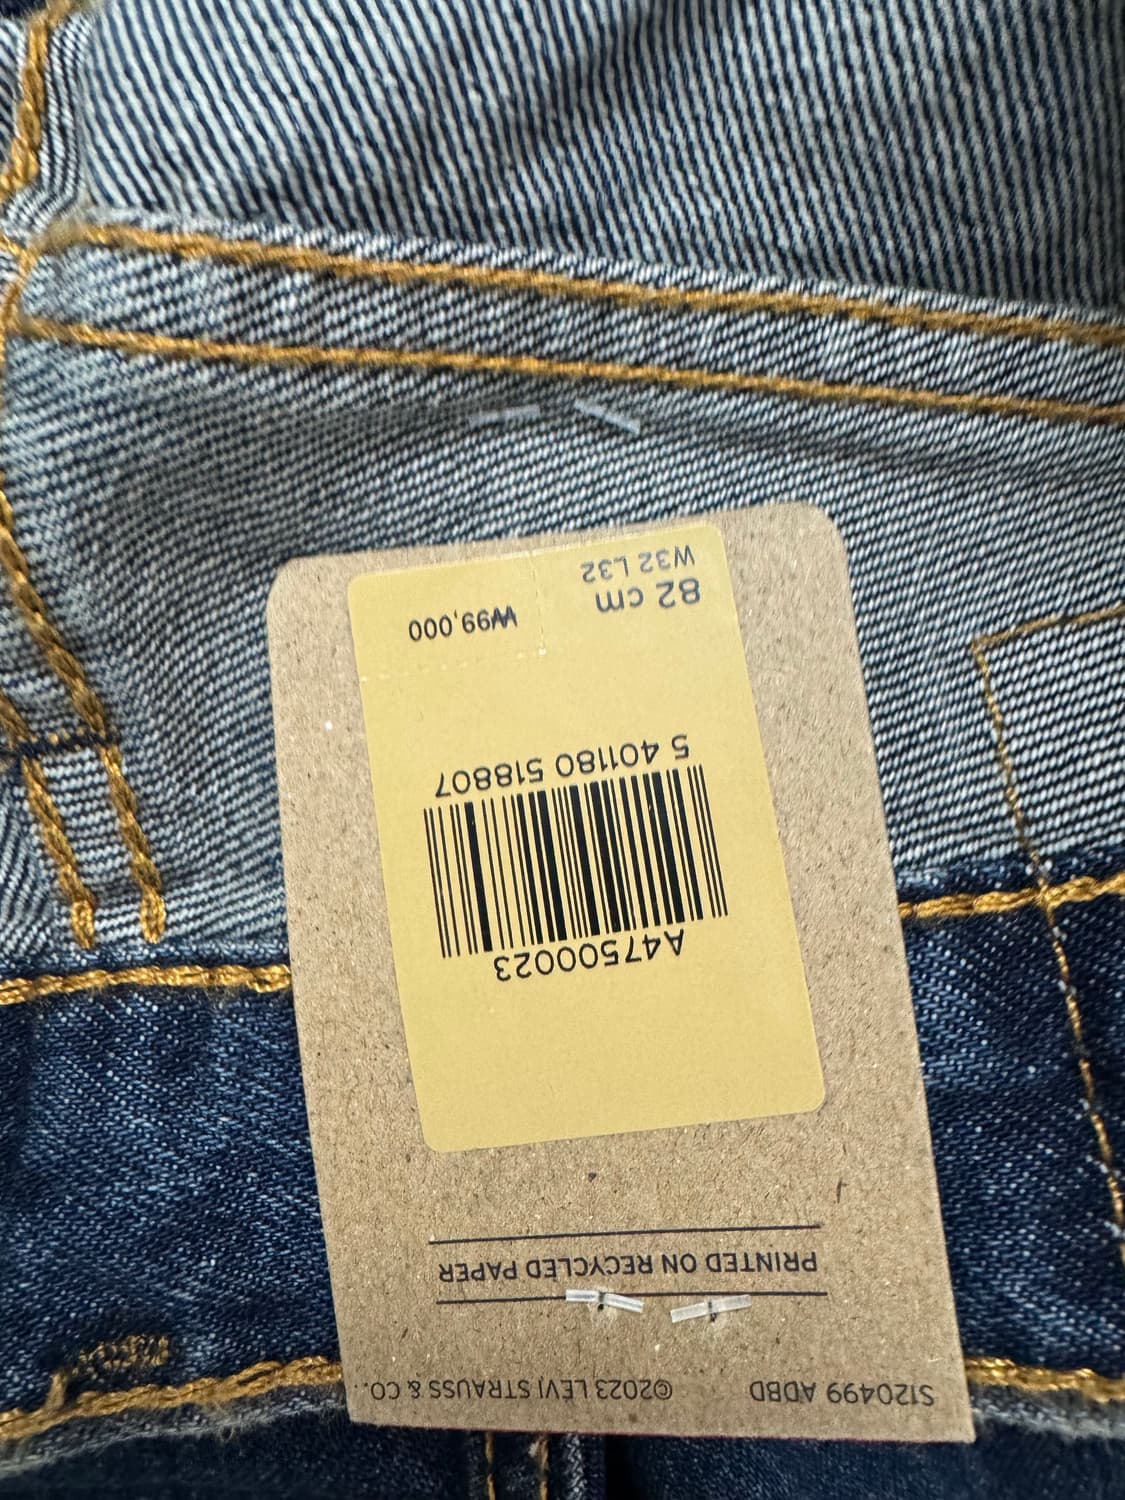 S120499 ADBD ©2023 LEVI STRAUSS & CO.
PRINTED ON RECYCLED PAPER
A47500023
5 401180 518807
82 cm ₩99,000
W32 L32